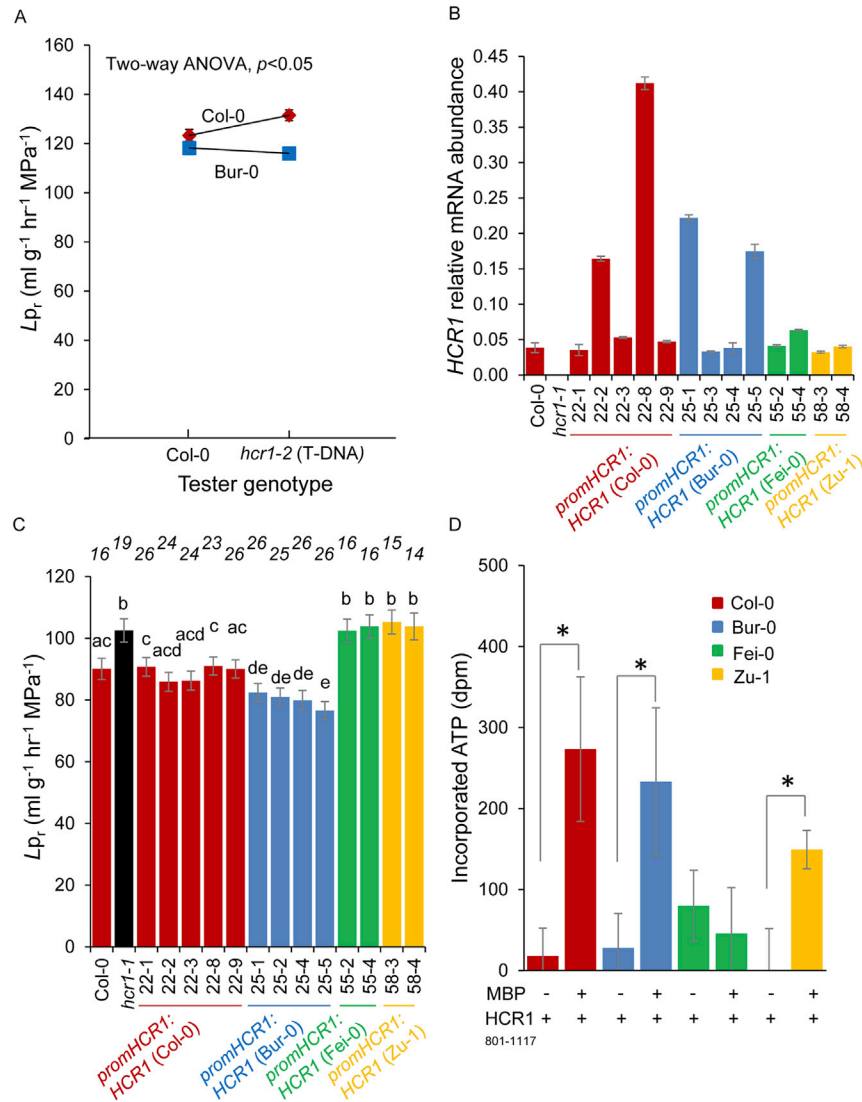 A
Two-way ANOVA, p<0.05
Col-0
Bur-0
Lpr (ml g-1 hr-1 MPa-1)
160
140
120
100
80
60
40
20
0
Col-0
hcr1-2 (T-DNA)
Tester genotype
B
HCR1 relative mRNA abundance
0.45
0.40
0.35
0.30
0.25
0.20
0.15
0.10
0.05
0.00
Col-0
hcr1-1
22-1
22-2
22-3
22-8
22-9
25-1
25-3
25-4
25-5
55-2
55-4
58-3
58-4
promHCR1:
HCR1 (Col-0)
promHCR1:
HCR1 (Bur-0)
promHCR1:
HCR1 (Fei-0)
promHCR1:
HCR1 (Zu-1)
C
16 19 26 24 24 23 26 26 25 26 26 16 16 15 14
Lpr (ml g-1 hr-1 MPa-1)
120
100
80
60
40
20
0
ac b c acd acd c ac de de de e b b b b
Col-0
hcr1-1
22-1
22-2
22-3
22-8
22-9
25-1
25-2
25-4
25-5
55-2
55-4
58-3
58-4
promHCR1:
HCR1 (Col-0)
promHCR1:
HCR1 (Bur-0)
promHCR1:
HCR1 (Fei-0)
promHCR1:
HCR1 (Zu-1)
D
Incorporated ATP (dpm)
500
400
300
200
100
0
Col-0
Bur-0
Fei-0
Zu-1
* * *
MBP - + - + - + - +
HCR1 + + + + + + + +
801-1117